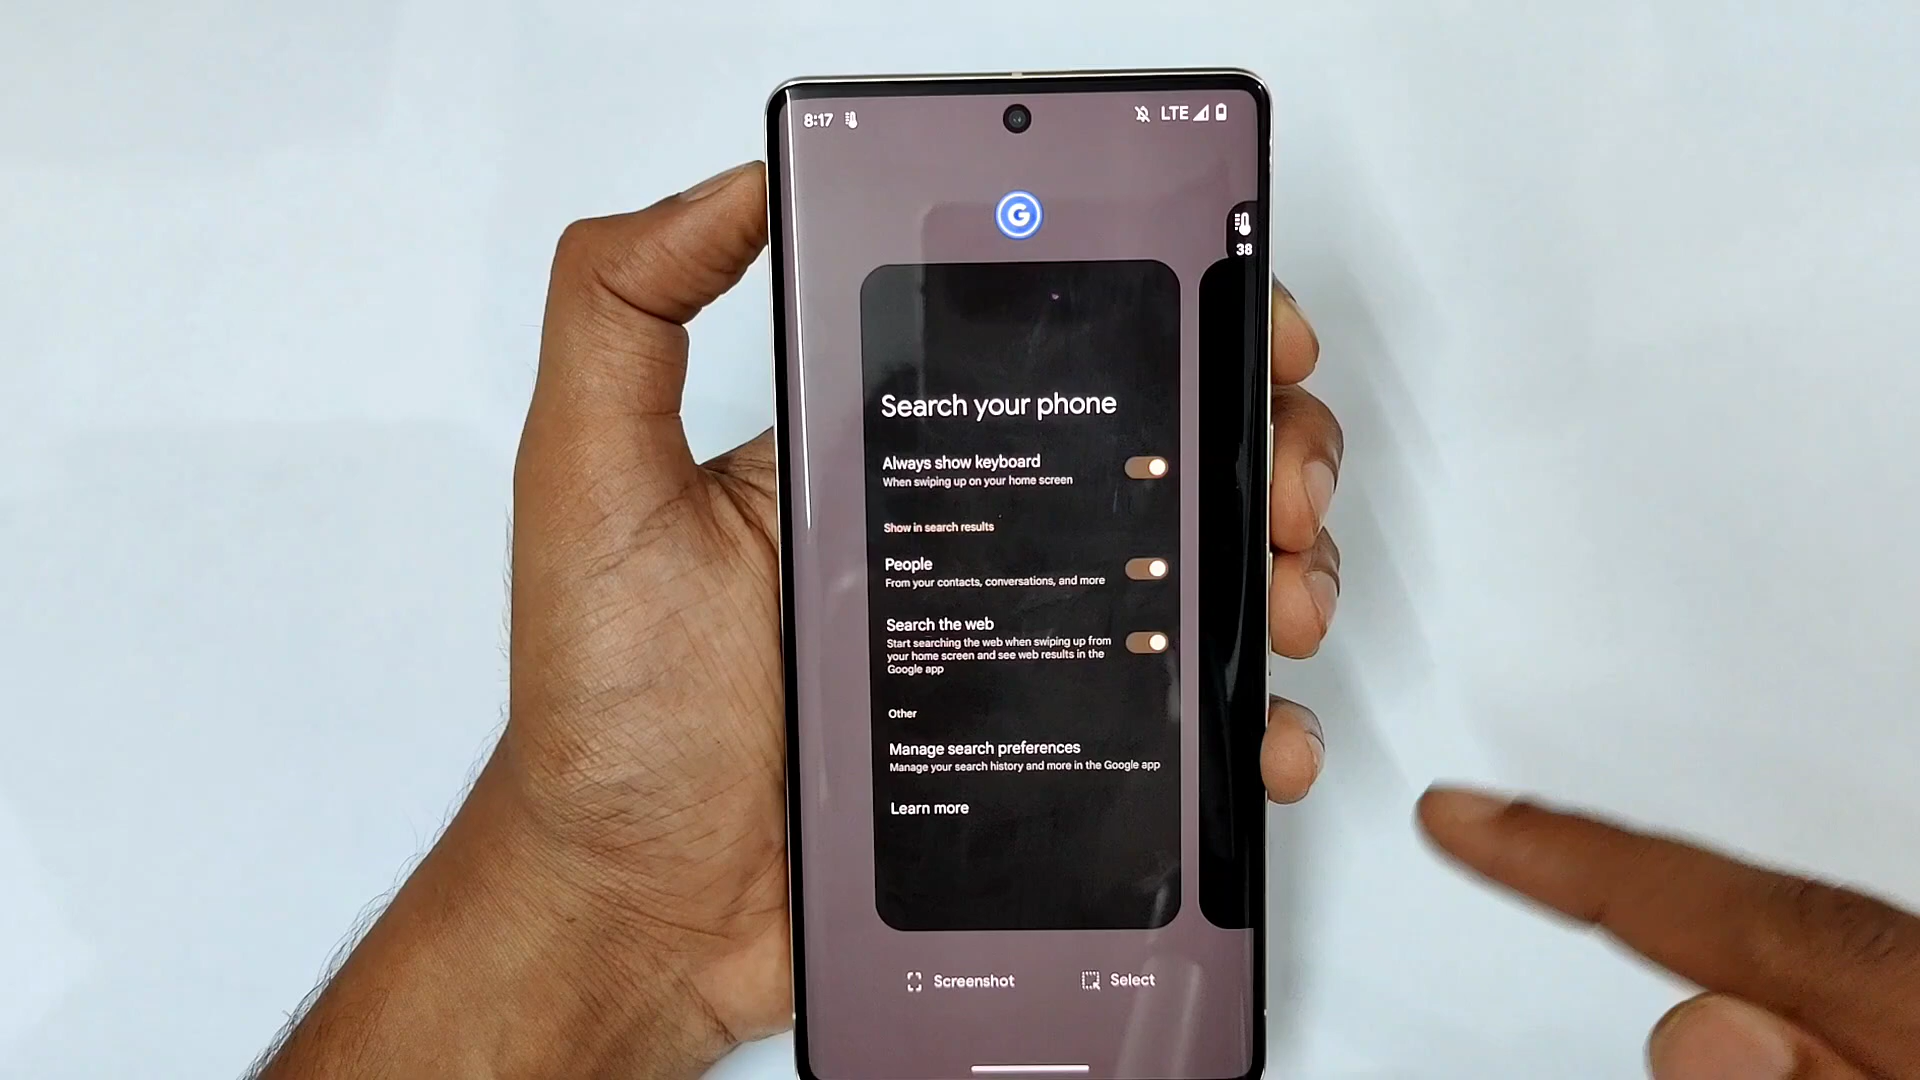 8:17
LTE
G
38
Search your phone
Always show keyboard
When swiping up on your home screen
Show in search results
People
From your contacts, conversations, and more
Search the web
Start searching the web when swiping up from
your home screen and see web results in the
Google app
Other
Manage search preferences
Manage your search history and more in the Google app
Learn more
Screenshot
Select